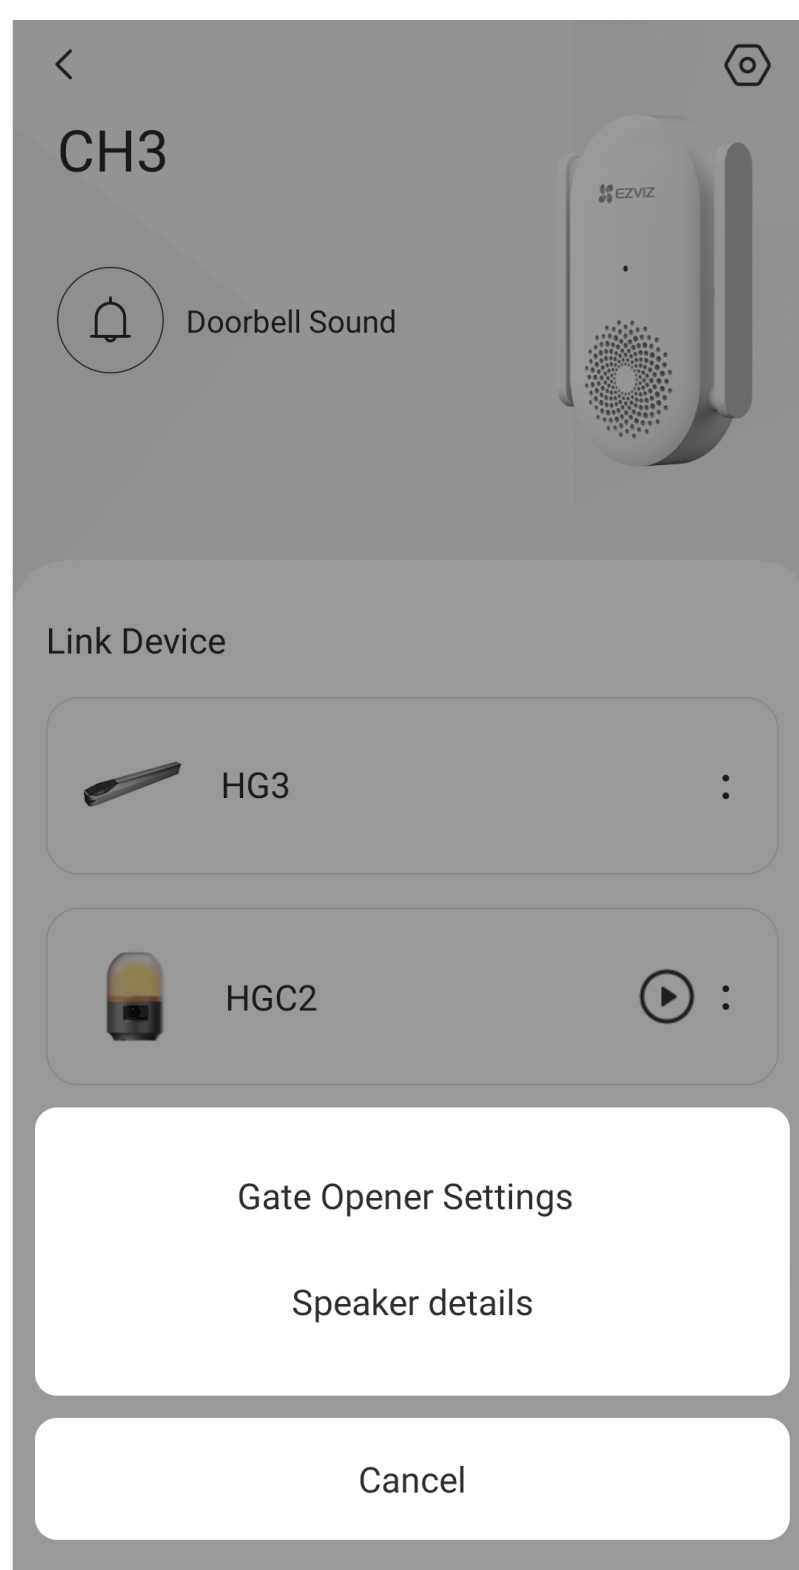 CH3
EZVIZ
Doorbell Sound
Link Device
HG3
HGC2
Gate Opener Settings
Speaker details
Cancel